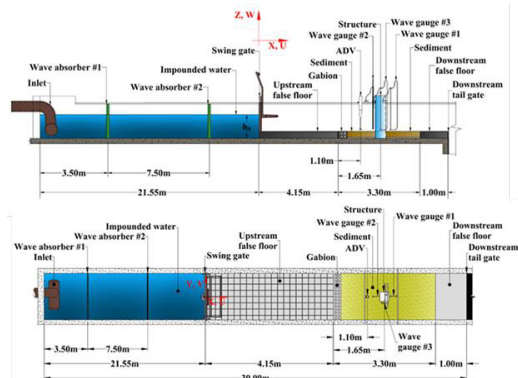 Z, W
X, U
Swing gate
Wave absorber #1
Impounded water
Inlet
Wave absorber #2
Structure
Wave gauge #3
Wave gauge #2
Wave gauge #1
ADV
Sediment
Sediment
Gabion
Upstream
false floor
Downstream
false floor
Downstream
tail gate
1.10m
1.65m
3.50m
7.50m
21.55m
4.15m
3.30m
1.00m
Impounded water
Wave absorber #2
Wave absorber #1
Inlet
Upstream
false floor
Swing gate
Structure
Wave gauge #2
Sediment
ADV
Gabion
Wave gauge #1
Downstream
false floor
Downstream
tail gate
Wave
gauge #3
1.10m
1.65m
3.50m
7.50m
21.55m
4.15m
3.30m
1.00m